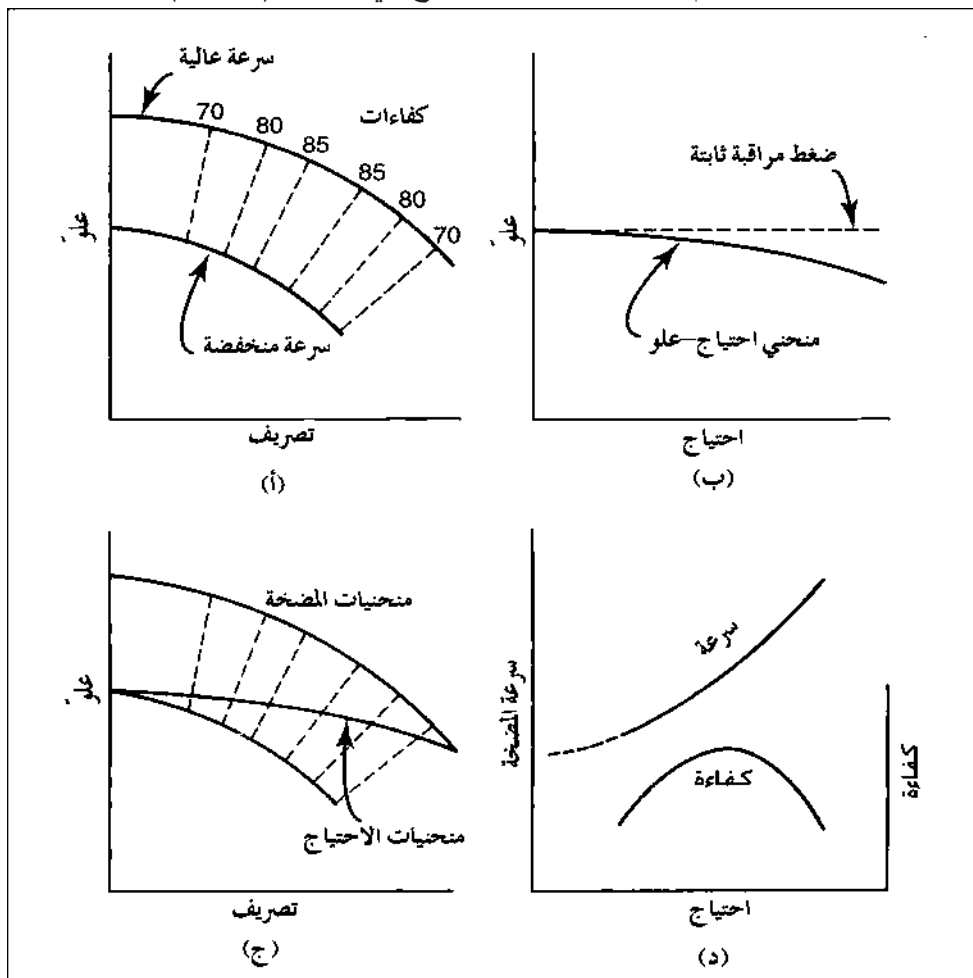 سرعة عالية
كفاءات
70
80
85
85
80
70
علوّ
سرعة منخفضة
تصريف
(أ)
ضغط مراقبة ثابتة
علوّ
منحني احتياج-علو
احتياج
(ب)
منحنيات المضخة
علوّ
منحنيات الاحتياج
تصريف
(ج)
سرعة
سرعة المضخة
كفاءة
كفاءة
احتياج
(د)